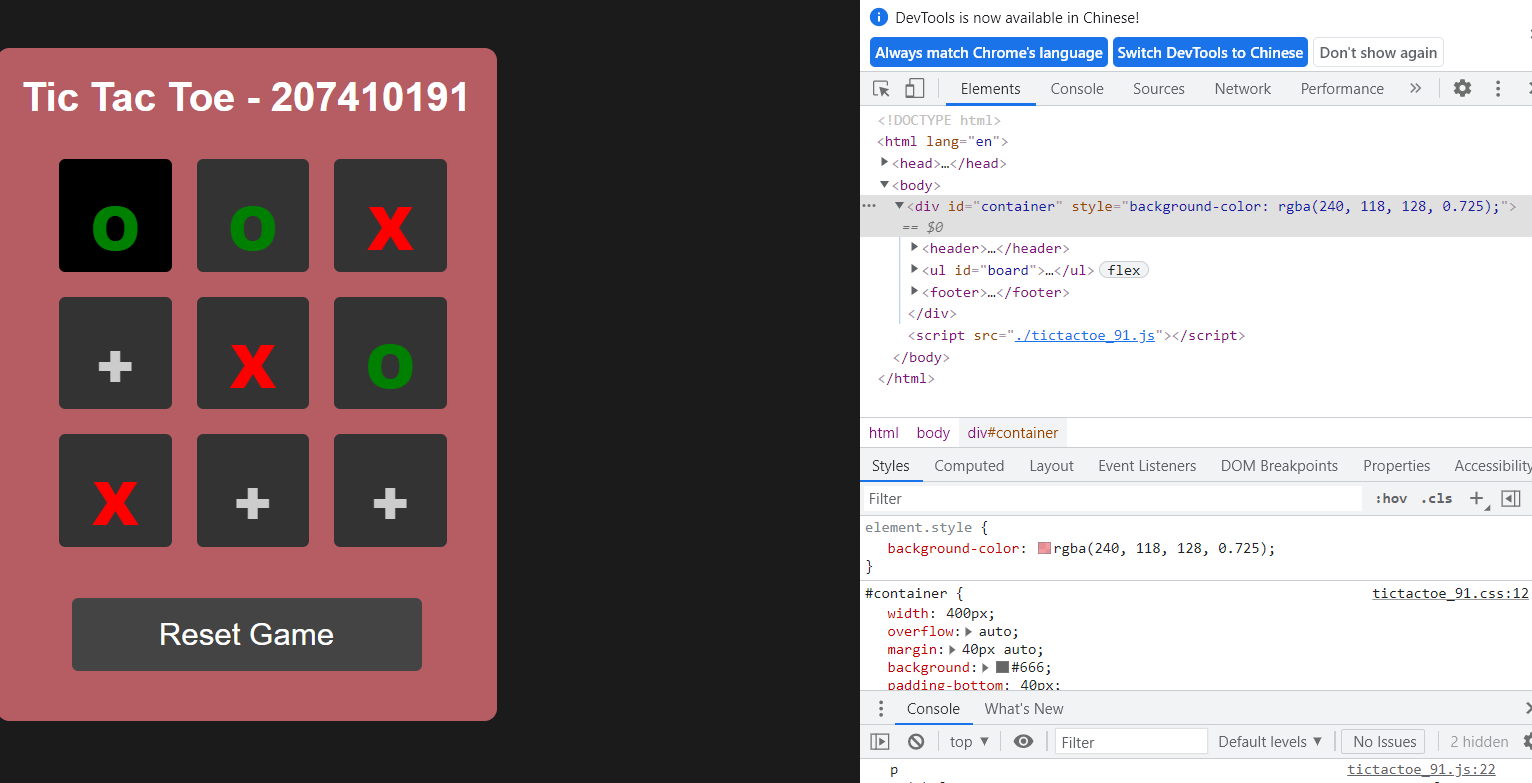 Tic Tac Toe - 207410191
o o x
+ x o
x + +
Reset Game
DevTools is now available in Chinese!
Always match Chrome's language Switch DevTools to Chinese Don't show again
Elements Console Sources Network Performance »
<!DOCTYPE html>
<html lang="en">
<head>…</head>
<body>
<div id="container" style="background-color: rgba(240, 118, 128, 0.725);">
== $0
<header>…</header>
<ul id="board">…</ul> flex
<footer>…</footer>
</div>
<script src="./tictactoe_91.js"></script>
</body>
</html>
html body div#container
Styles Computed Layout Event Listeners DOM Breakpoints Properties Accessibility
Filter :hov .cls +
element.style {
background-color: rgba(240, 118, 128, 0.725);
}
#container { tictactoe_91.css:12
width: 400px;
overflow: auto;
margin: 40px auto;
background: #666;
padding-bottom: 40px;
Console What's New
top ▼ Filter Default levels ▼ No Issues 2 hidden
p tictactoe_91.js:22